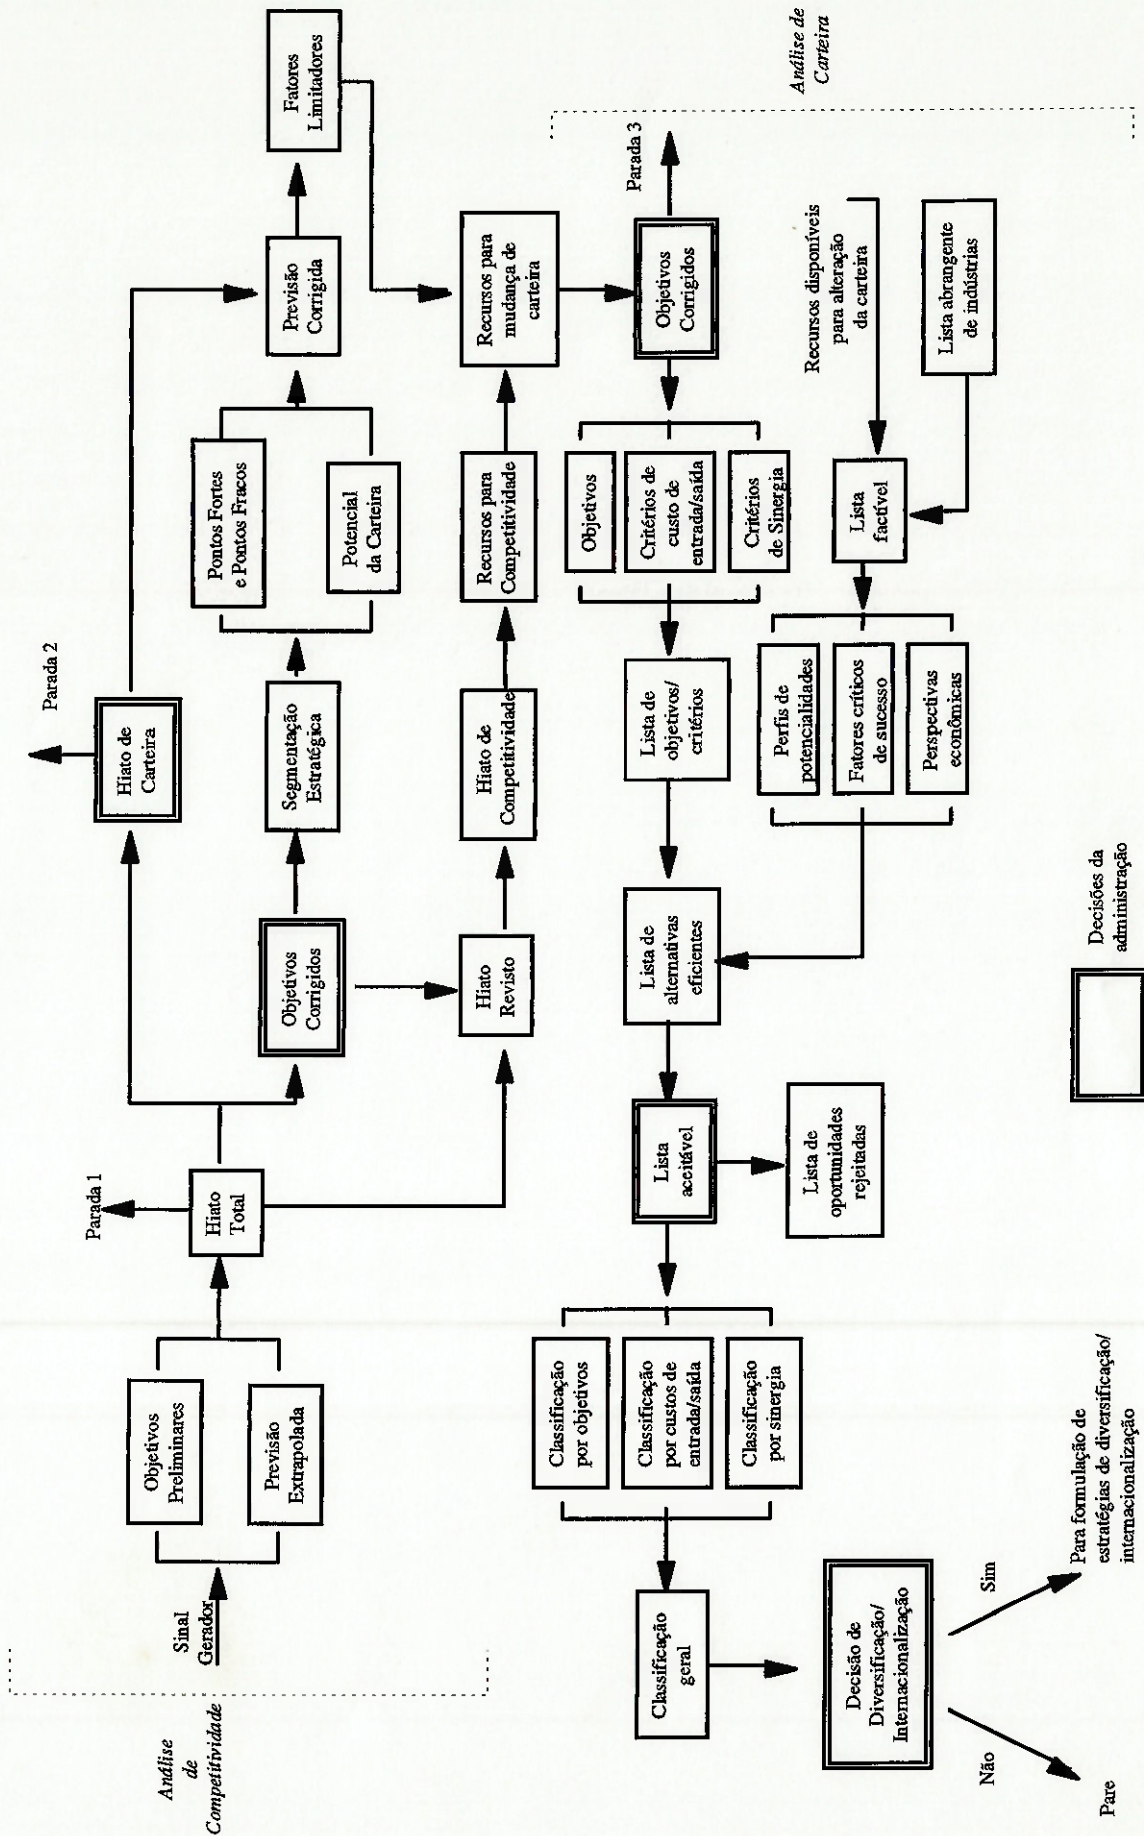 Análise
de
Competitividade
Sinal
Gerador
Objetivos
Preliminares
Previsão
Extrapolada
Parada 1
Hiato
Total
Parada 2
Hiato de
Carteira
Objetivos
Corrigidos
Segmentação
Estratégica
Pontos Fortes
e Pontos Fracos
Potencial
da Carteira
Previsão
Corrigida
Fatores
Limitadores
Hiato
Revisto
Hiato de
Competitividade
Recursos para
Competitividade
Recursos para
mudança de
carteira
Análise de
Carteira
Parada 3
Objetivos
Corrigidos
Objetivos
Critérios de
custo de
entrada/saída
Critérios
de Sinergia
Lista de
objetivos/
critérios
Lista de
alternativas
eficientes
Lista
aceitável
Lista de
oportunidades
rejeitadas
Recursos disponíveis
para alteração
da carteira
Lista abrangente
de indústrias
Lista
factível
Perfis de
potencialidades
Fatores críticos
de sucesso
Perspectivas
econômicas
Classificação
por objetivos
Classificação
por custos de
entrada/saída
Classificação
por sinergia
Classificação
geral
Decisão de
Diversificação/
Internacionalização
Não
Sim
Pare
Para formulação de
estratégias de diversificação/
internacionalização
Decisões da
administração